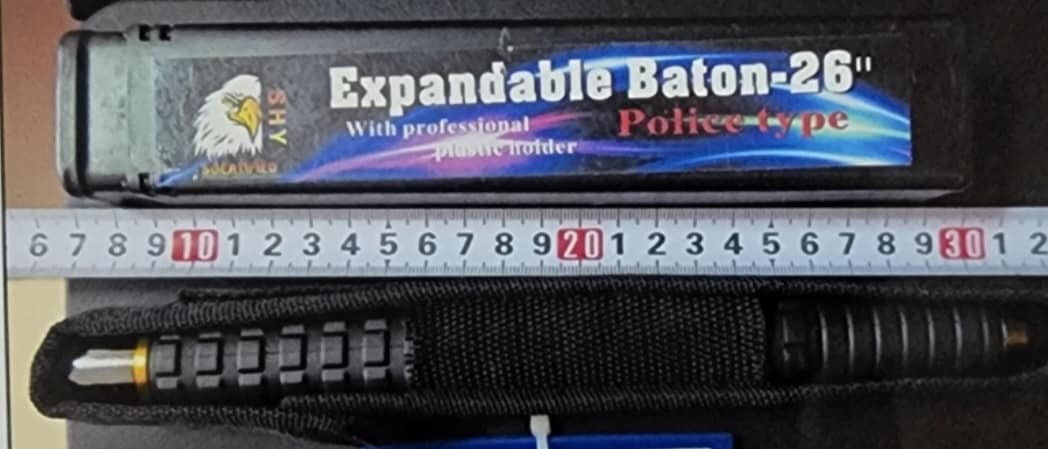 Expandable Baton-26"
SHY
With professional
Police type
plastic holder
6 7 8 9 10 1 2 3 4 5 6 7 8 9 20 1 2 3 4 5 6 7 8 9 30 1 2